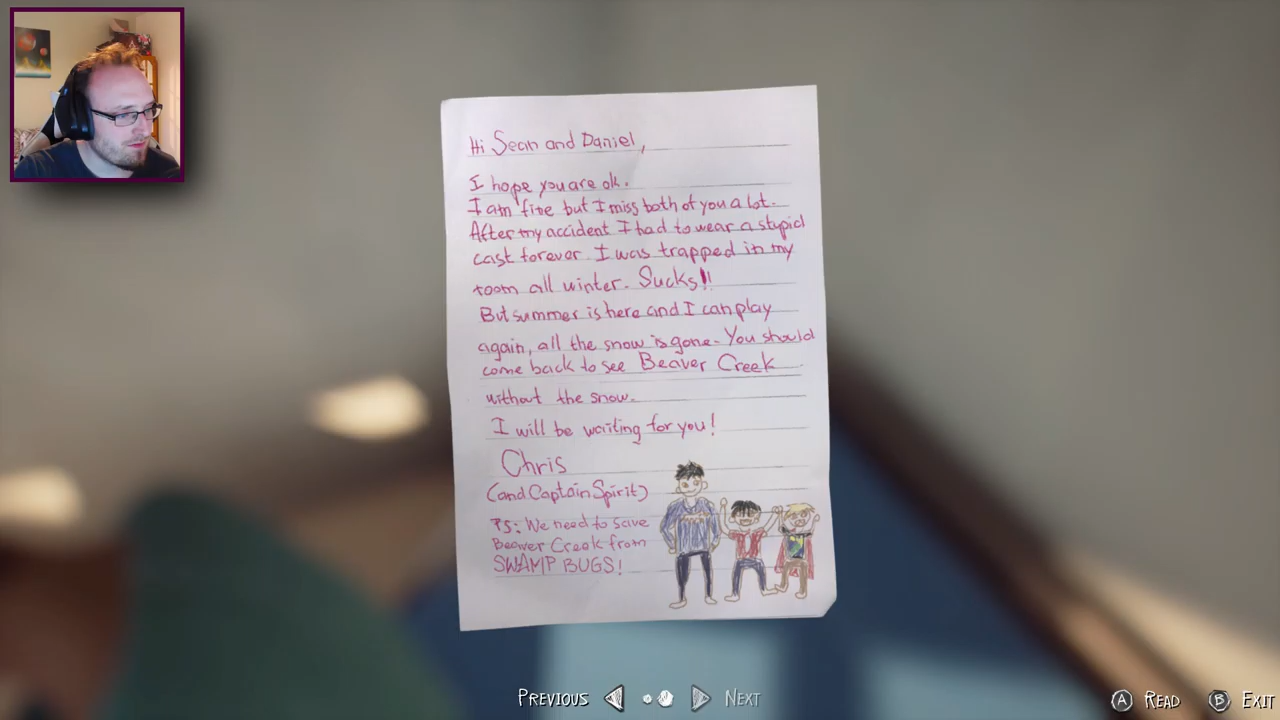 Hi Sean and Daniel,
I hope you are ok.
I am fine but I miss both of you a lot.
After my accident I had to wear a stupid
cast forever. I was trapped in my
room all winter. Sucks!!
But summer is here and I can play
again, all the snow is gone. You should
come back to see Beaver Creek
without the snow.
I will be waiting for you!
Chris
(and Captain Spirit)
PS: We need to save
Beaver Creek from
SWAMP BUGS!
PREVIOUS
NEXT
A READ
B EXIT